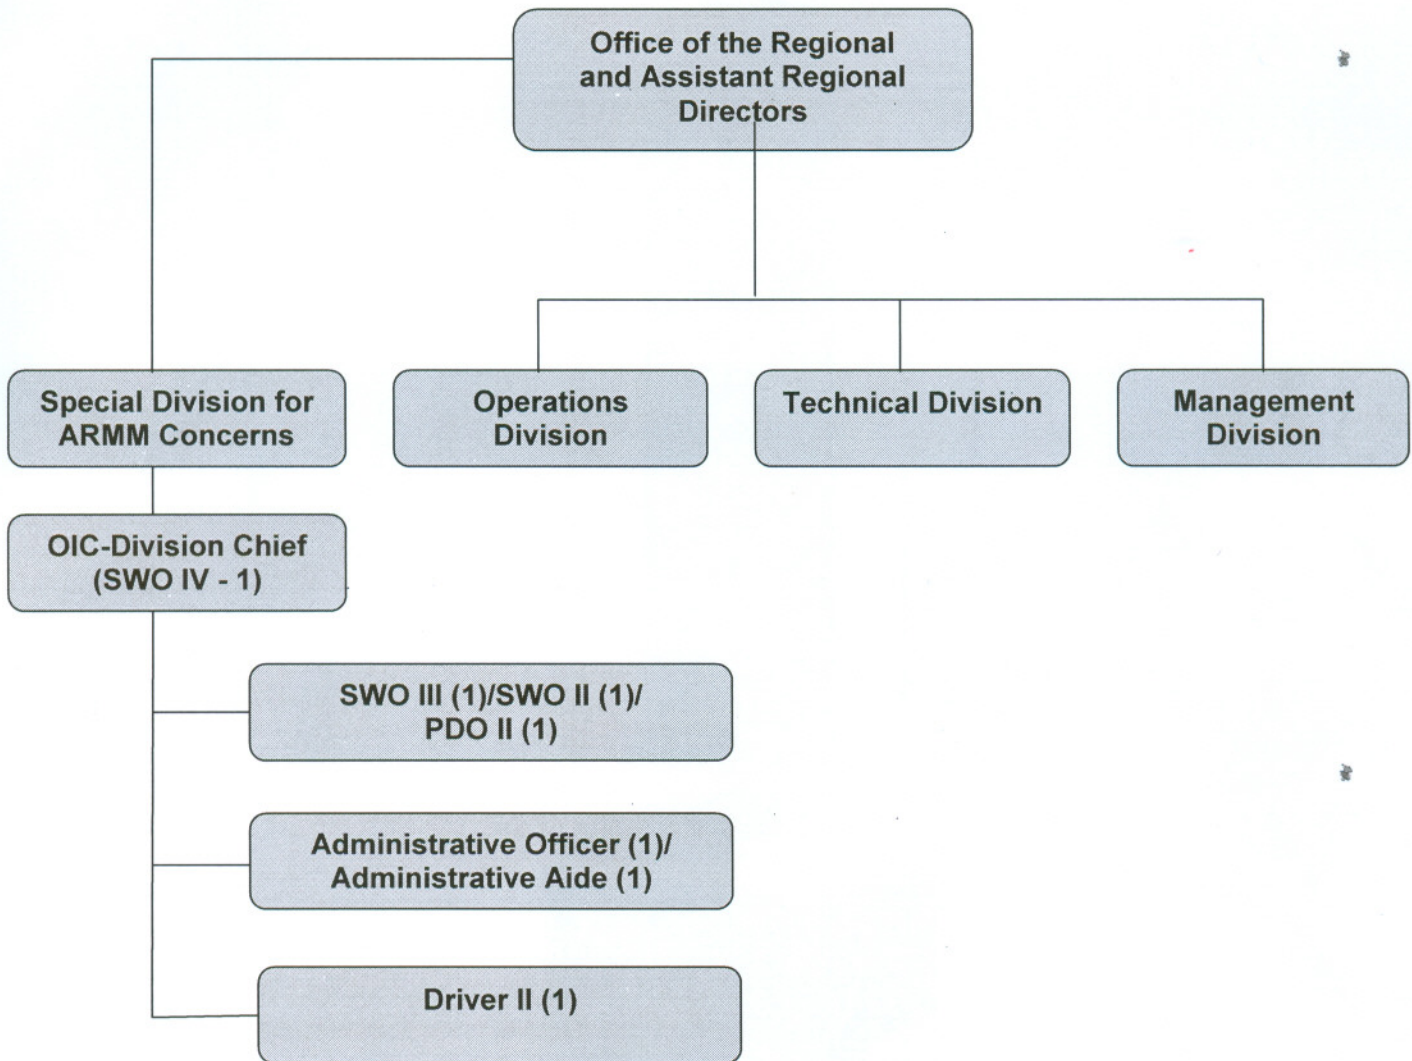 Office of the Regional
and Assistant Regional
Directors
Special Division for
ARMM Concerns
Operations
Division
Technical Division
Management
Division
OIC-Division Chief
(SWO IV - 1)
SWO III (1)/SWO II (1)/
PDO II (1)
Administrative Officer (1)/
Administrative Aide (1)
Driver II (1)